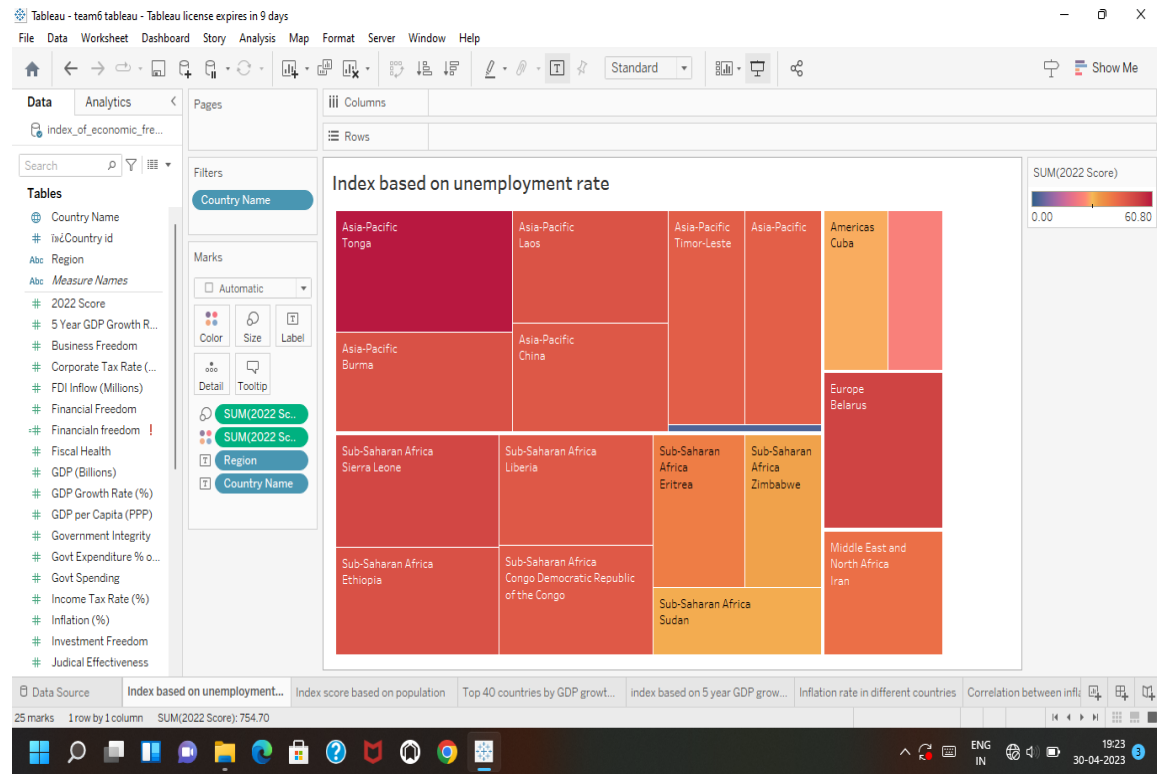 Tableau - team6 tableau - Tableau license expires in 9 days
File Data Worksheet Dashboard Story Analysis Map Format Server Window Help
Standard
Show Me
Data Analytics
index_of_economic_fre...
Search
Tables
Country Name
ï»¿Country id
Abc Region
Abc Measure Names
2022 Score
5 Year GDP Growth R...
Business Freedom
Corporate Tax Rate (...
FDI Inflow (Millions)
Financial Freedom
Financialn freedom !
Fiscal Health
GDP (Billions)
GDP Growth Rate (%)
GDP per Capita (PPP)
Government Integrity
Govt Expenditure % o...
Govt Spending
Income Tax Rate (%)
Inflation (%)
Investment Freedom
Judical Effectiveness
Pages
Filters
Country Name
Marks
Automatic
Color Size Label
Detail Tooltip
SUM(2022 Sc..
SUM(2022 Sc..
Region
Country Name
Columns
Rows
Index based on unemployment rate
Asia-Pacific
Tonga
Asia-Pacific
Laos
Asia-Pacific
Timor-Leste
Asia-Pacific
Americas
Cuba
Asia-Pacific
Burma
Asia-Pacific
China
Europe
Belarus
Sub-Saharan Africa
Sierra Leone
Sub-Saharan Africa
Liberia
Sub-Saharan
Africa
Eritrea
Sub-Saharan
Africa
Zimbabwe
Sub-Saharan Africa
Ethiopia
Sub-Saharan Africa
Congo Democratic Republic
of the Congo
Sub-Saharan Africa
Sudan
Middle East and
North Africa
Iran
SUM(2022 Score)
0.00 60.80
Data Source Index based on unemployment... Index score based on population Top 40 countries by GDP growt... index based on 5 year GDP grow... Inflation rate in different countries Correlation between infl
25 marks 1 row by 1 column SUM(2022 Score): 754.70
ENG
IN
19:23
30-04-2023
3